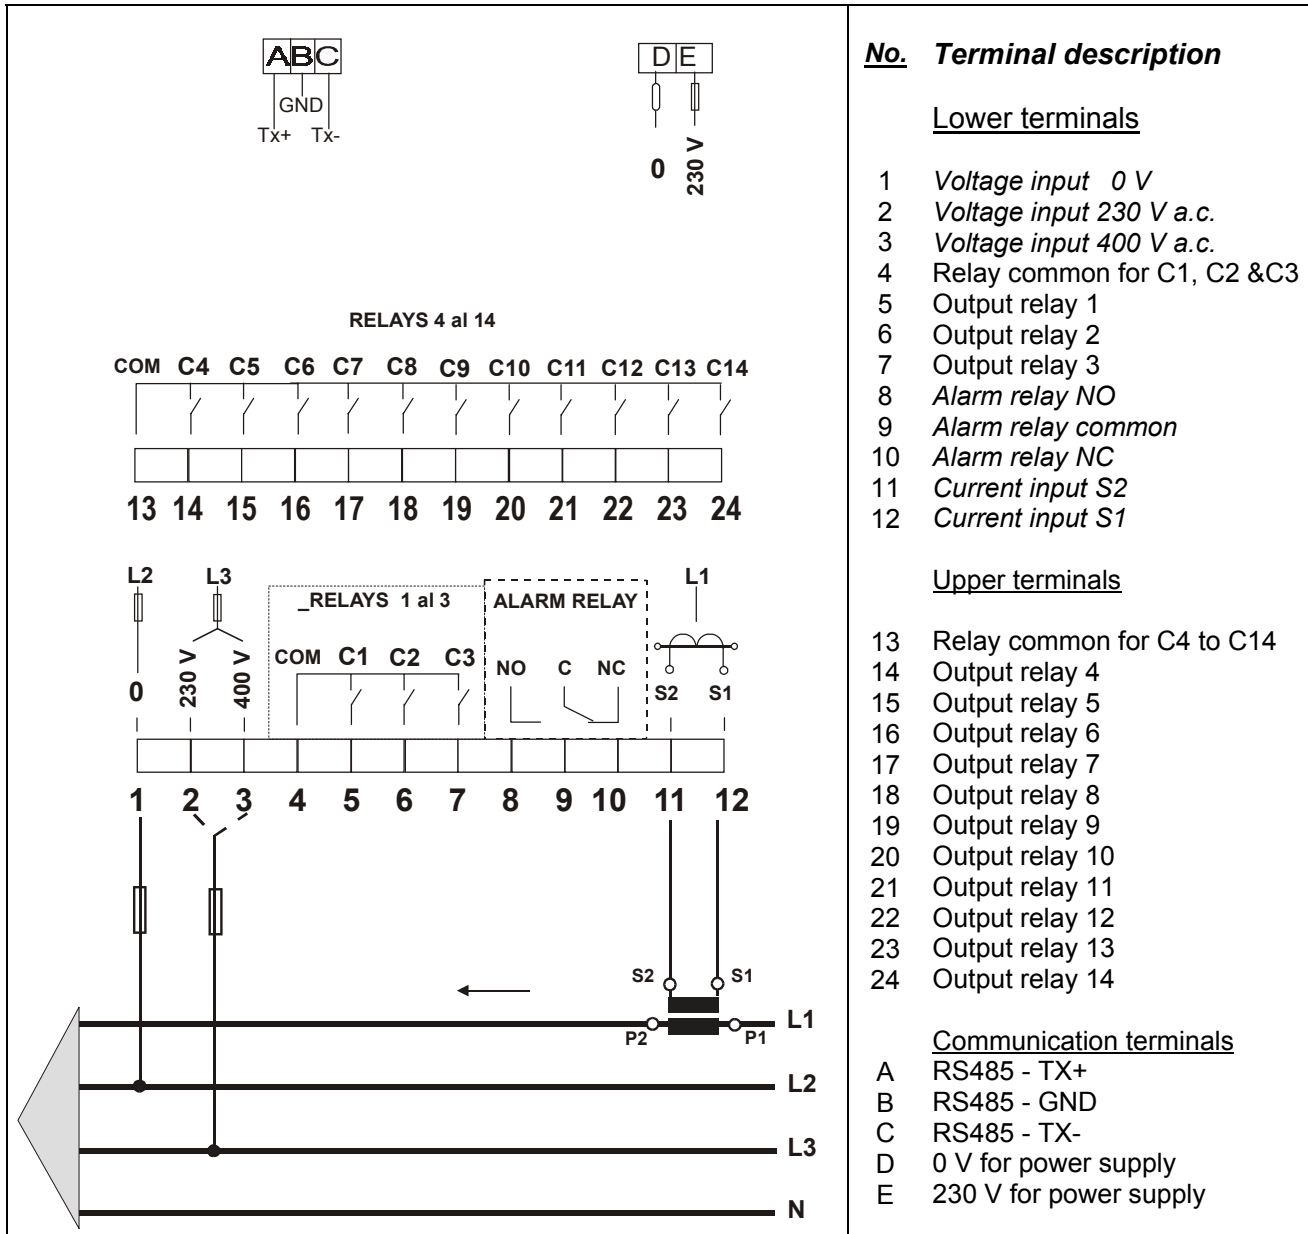 ABC
GND
Tx+ Tx-
D E
0
230 V
RELAYS 4 al 14
COM C4 C5 C6 C7 C8 C9 C10 C11 C12 C13 C14
13 14 15 16 17 18 19 20 21 22 23 24
L2 L3 L1
_RELAYS 1 al 3
ALARM RELAY
0 230 V 400 V
COM C1 C2 C3
NO C NC
S2 S1
1 2 3 4 5 6 7 8 9 10 11 12
S2 S1
P2 P1
L1
L2
L3
N
No. Terminal description
Lower terminals
1 Voltage input 0 V
2 Voltage input 230 V a.c.
3 Voltage input 400 V a.c.
4 Relay common for C1, C2 &C3
5 Output relay 1
6 Output relay 2
7 Output relay 3
8 Alarm relay NO
9 Alarm relay common
10 Alarm relay NC
11 Current input S2
12 Current input S1
Upper terminals
13 Relay common for C4 to C14
14 Output relay 4
15 Output relay 5
16 Output relay 6
17 Output relay 7
18 Output relay 8
19 Output relay 9
20 Output relay 10
21 Output relay 11
22 Output relay 12
23 Output relay 13
24 Output relay 14
Communication terminals
A RS485 - TX+
B RS485 - GND
C RS485 - TX-
D 0 V for power supply
E 230 V for power supply